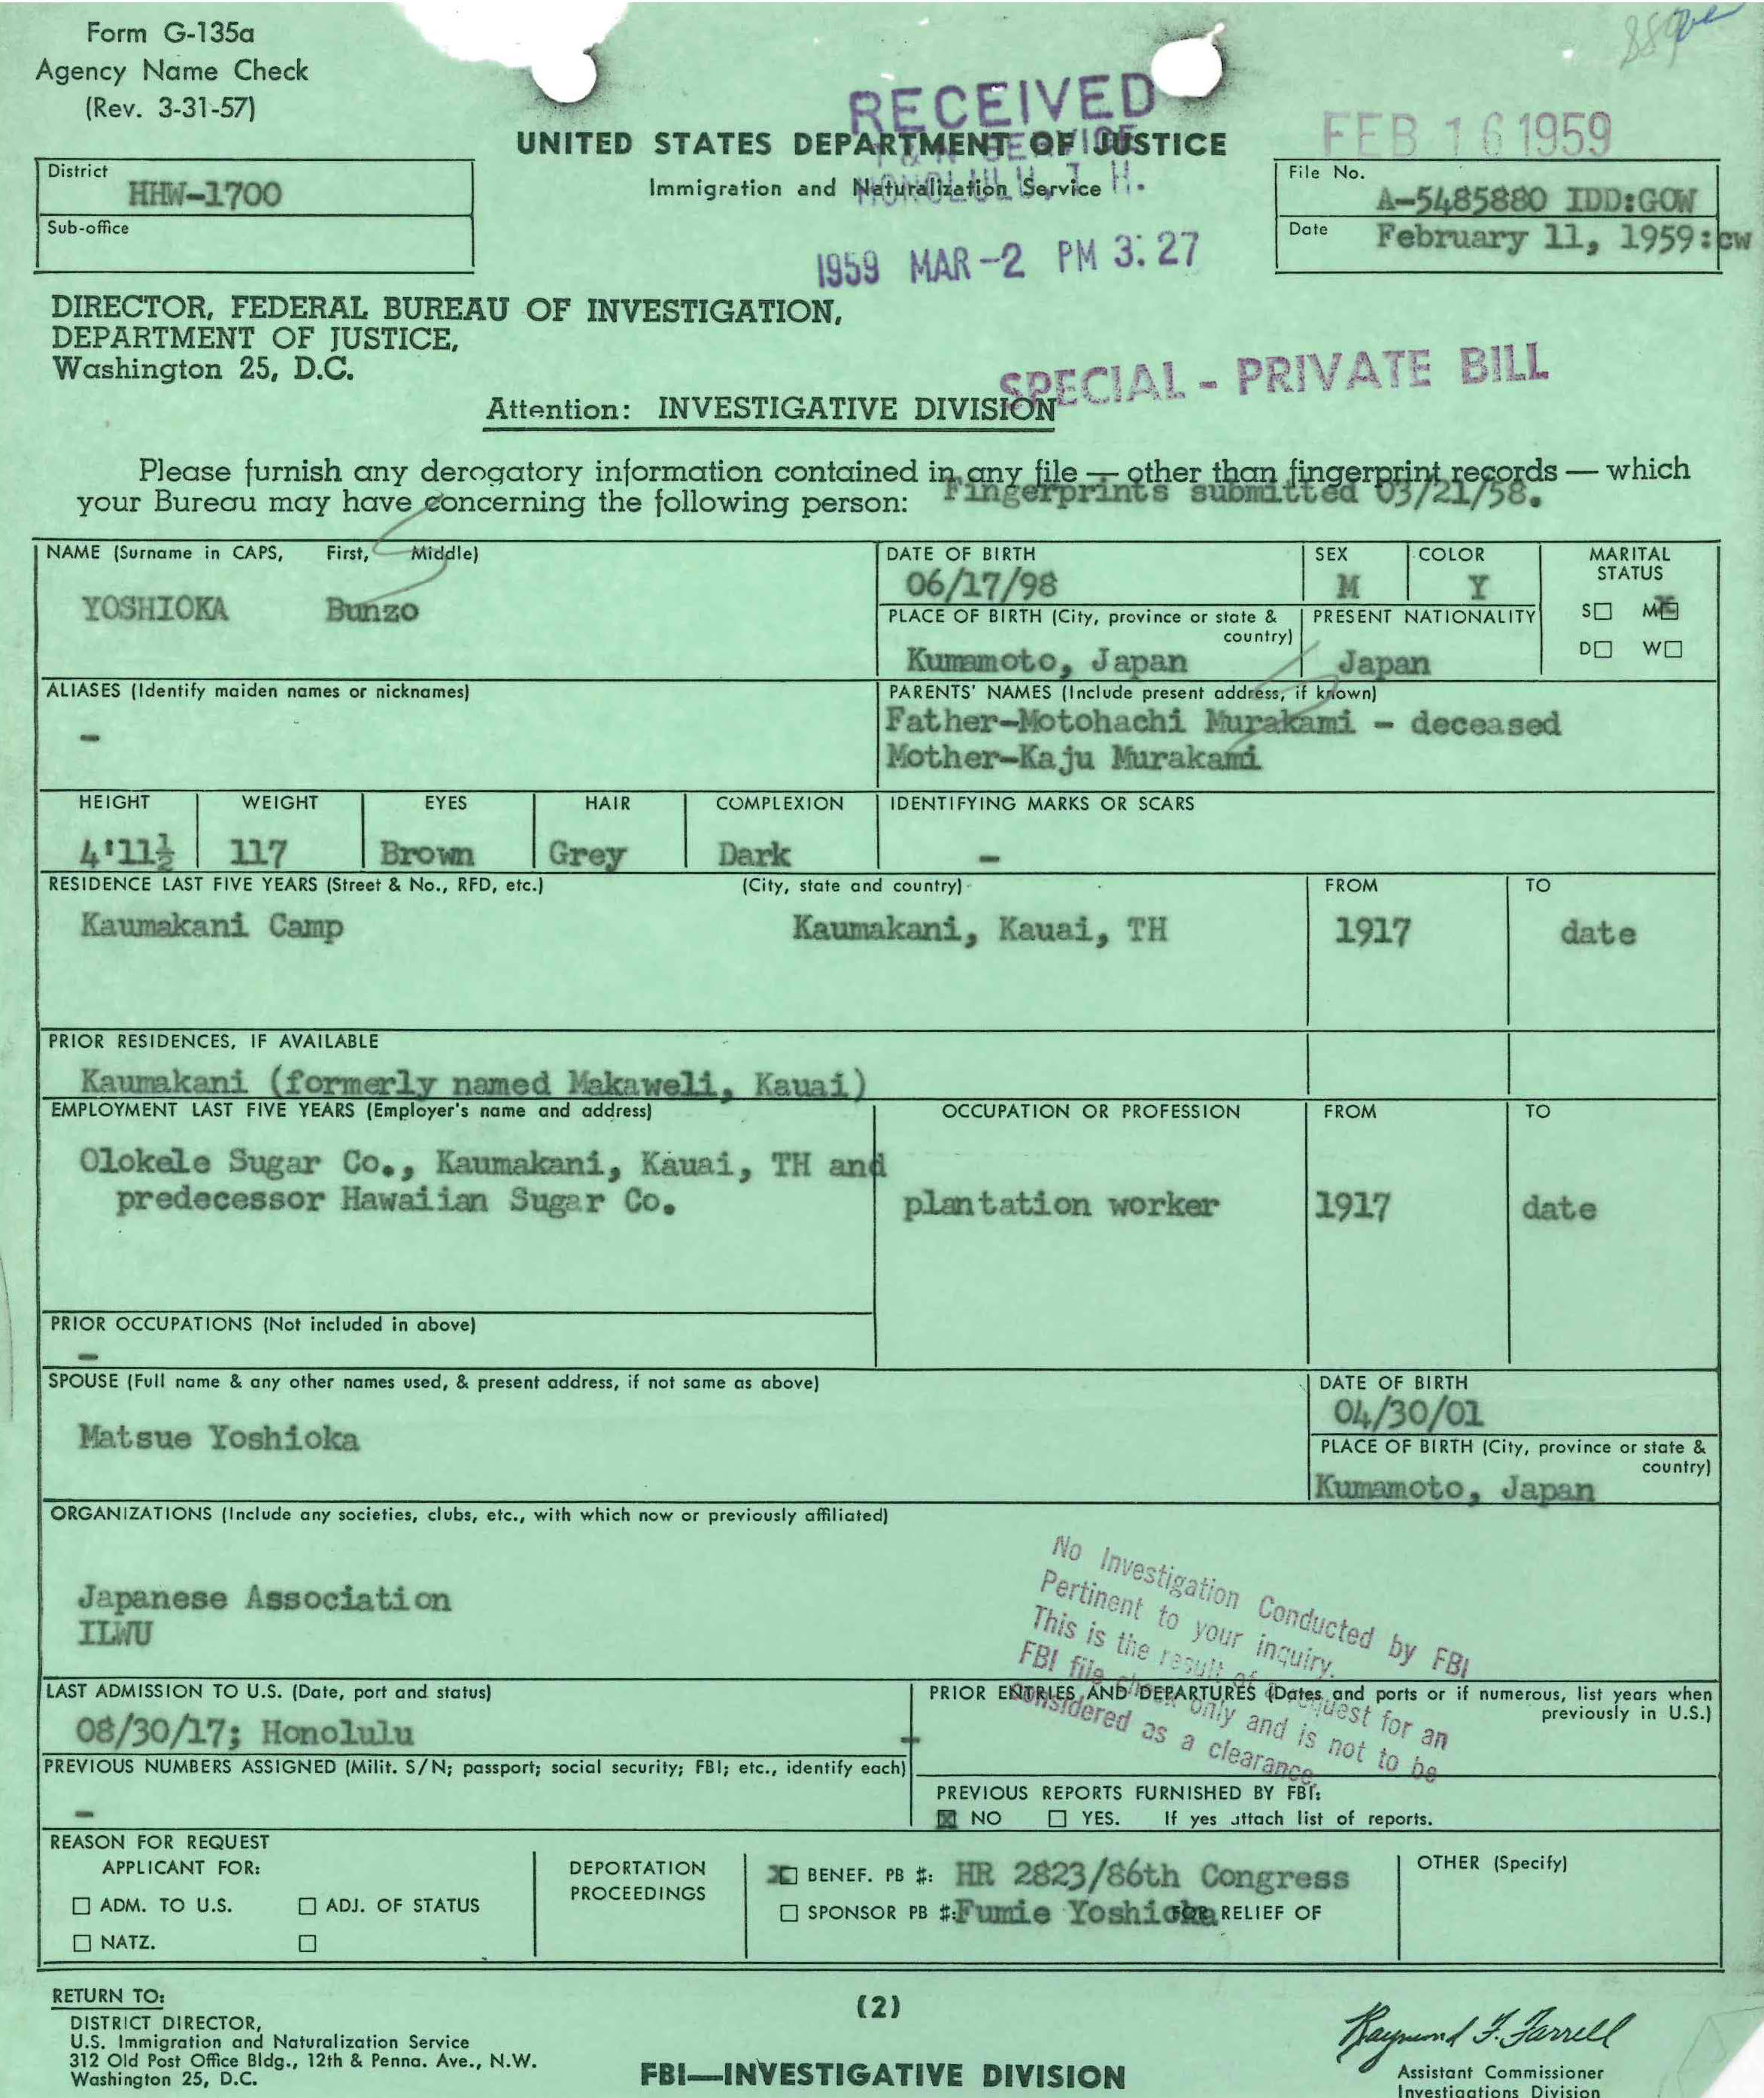 Form G-135a
Agency Name Check
(Rev. 3-31-57)
RECEIVED
HONOLULU, T. H.
1959 MAR -2 PM 3:27
FEB 16 1959
UNITED STATES DEPARTMENT OF JUSTICE
Immigration and Naturalization Service
District
HHW-1700
Sub-office
File No.
A-5485880 IDD:GOW
Date February 11, 1959:cw
DIRECTOR, FEDERAL BUREAU OF INVESTIGATION,
DEPARTMENT OF JUSTICE,
Washington 25, D.C.
SPECIAL - PRIVATE BILL
Attention: INVESTIGATIVE DIVISION
Please furnish any derogatory information contained in any file — other than fingerprint records — which
your Bureau may have concerning the following person: Fingerprints submitted 03/21/58.
NAME (Surname in CAPS, First, Middle)
YOSHIOKA Bunzo
DATE OF BIRTH
06/17/98
SEX
M
COLOR
Y
MARITAL
STATUS
S☐ M☒
D☐ W☐
PLACE OF BIRTH (City, province or state &
country)
Kumamoto, Japan
PRESENT NATIONALITY
Japan
ALIASES (Identify maiden names or nicknames)
-
PARENTS' NAMES (Include present address, if known)
Father-Motohachi Murakami - deceased
Mother-Kaju Murakami
HEIGHT
4'11½
WEIGHT
117
EYES
Brown
HAIR
Grey
COMPLEXION
Dark
IDENTIFYING MARKS OR SCARS
-
RESIDENCE LAST FIVE YEARS (Street & No., RFD, etc.) (City, state and country) FROM TO
Kaumakani Camp Kaumakani, Kauai, TH 1917 date
PRIOR RESIDENCES, IF AVAILABLE
Kaumakani (formerly named Makaweli, Kauai)
EMPLOYMENT LAST FIVE YEARS (Employer's name and address) OCCUPATION OR PROFESSION FROM TO
Olokele Sugar Co., Kaumakani, Kauai, TH and
predecessor Hawaiian Sugar Co. plantation worker 1917 date
PRIOR OCCUPATIONS (Not included in above)
-
SPOUSE (Full name & any other names used, & present address, if not same as above)
Matsue Yoshioka
DATE OF BIRTH
04/30/01
PLACE OF BIRTH (City, province or state &
country)
Kumamoto, Japan
ORGANIZATIONS (Include any societies, clubs, etc., with which now or previously affiliated)
Japanese Association
ILWU
No Investigation Conducted by FBI
Pertinent to your inquiry.
This is the result of a request for an
FBI file check only and is not to be
considered as a clearance.
LAST ADMISSION TO U.S. (Date, port and status)
08/30/17; Honolulu
PRIOR ENTRIES AND DEPARTURES (Dates and ports or if numerous, list years when
previously in U.S.)
PREVIOUS NUMBERS ASSIGNED (Milit. S/N; passport; social security; FBI; etc., identify each)
-
PREVIOUS REPORTS FURNISHED BY FBI:
☒ NO ☐ YES. If yes attach list of reports.
REASON FOR REQUEST
APPLICANT FOR:
☐ ADM. TO U.S. ☐ ADJ. OF STATUS
☐ NATZ. ☐
DEPORTATION
PROCEEDINGS
☒ BENEF. PB #: HR 2823/86th Congress
☐ SPONSOR PB #: Fumie Yoshioka FOR RELIEF OF
OTHER (Specify)
RETURN TO:
DISTRICT DIRECTOR,
U.S. Immigration and Naturalization Service
312 Old Post Office Bldg., 12th & Penna. Ave., N.W.
Washington 25, D.C.
(2)
FBI—INVESTIGATIVE DIVISION
Raymond F. Farrell
Assistant Commissioner
Investigations Division